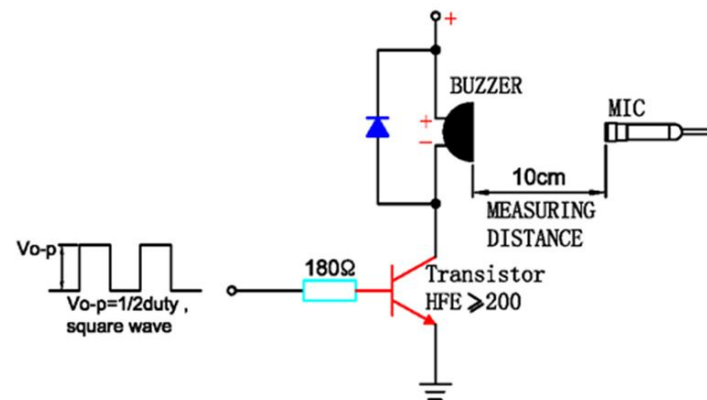 +
BUZZER
MIC
+
−
10cm
MEASURING
DISTANCE
Vo-p
180Ω
Transistor
HFE ⩾200
Vo-p=1/2duty ,
square wave